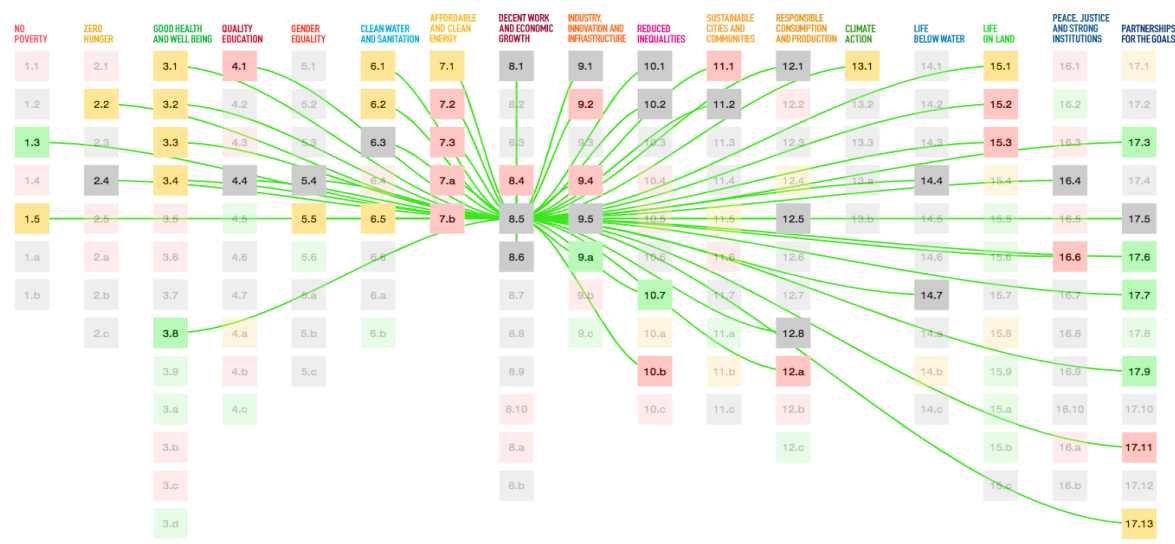 NO
POVERTY
ZERO
HUNGER
GOOD HEALTH
AND WELL BEING
QUALITY
EDUCATION
GENDER
EQUALITY
CLEAN WATER
AND SANITATION
AFFORDABLE
AND CLEAN
ENERGY
DECENT WORK
AND ECONOMIC
GROWTH
INDUSTRY,
INNOVATION AND
INFRASTRUCTURE
REDUCED
INEQUALITIES
SUSTAINABLE
CITIES AND
COMMUNITIES
RESPONSIBLE
CONSUMPTION
AND PRODUCTION
CLIMATE
ACTION
LIFE
BELOW WATER
LIFE
ON LAND
PEACE, JUSTICE
AND STRONG
INSTITUTIONS
PARTNERSHIPS
FOR THE GOALS
1.1 2.1 3.1 4.1 5.1 6.1 7.1 8.1 9.1 10.1 11.1 12.1 13.1 14.1 15.1 16.1 17.1
1.2 2.2 3.2 4.2 5.2 6.2 7.2 8.2 9.2 10.2 11.2 12.2 13.2 14.2 15.2 16.2 17.2
1.3 2.3 3.3 4.3 5.3 6.3 7.3 8.3 9.3 10.3 11.3 12.3 13.3 14.3 15.3 16.3 17.3
1.4 2.4 3.4 4.4 5.4 6.4 7.a 8.4 9.4 10.4 11.4 12.4 13.a 14.4 15.4 16.4 17.4
1.5 2.5 3.5 4.5 5.5 6.5 7.b 8.5 9.5 10.5 11.5 12.5 13.b 14.5 15.5 16.5 17.5
1.a 2.a 3.6 4.6 5.6 6.6 8.6 9.a 10.6 11.6 12.6 14.6 15.6 16.6 17.6
1.b 2.b 3.7 4.7 5.a 6.a 8.7 9.b 10.7 11.7 12.7 14.7 15.7 16.7 17.7
2.c 3.8 4.a 5.b 6.b 8.8 9.c 10.a 11.a 12.8 14.a 15.8 16.8 17.8
3.9 4.b 5.c 8.9 10.b 11.b 12.a 14.b 15.9 16.9 17.9
3.a 4.c 8.10 10.c 11.c 12.b 14.c 15.a 16.10 17.10
3.b 8.a 12.c 15.b 16.a 17.11
3.c 8.b 15.c 16.b 17.12
3.d 17.13